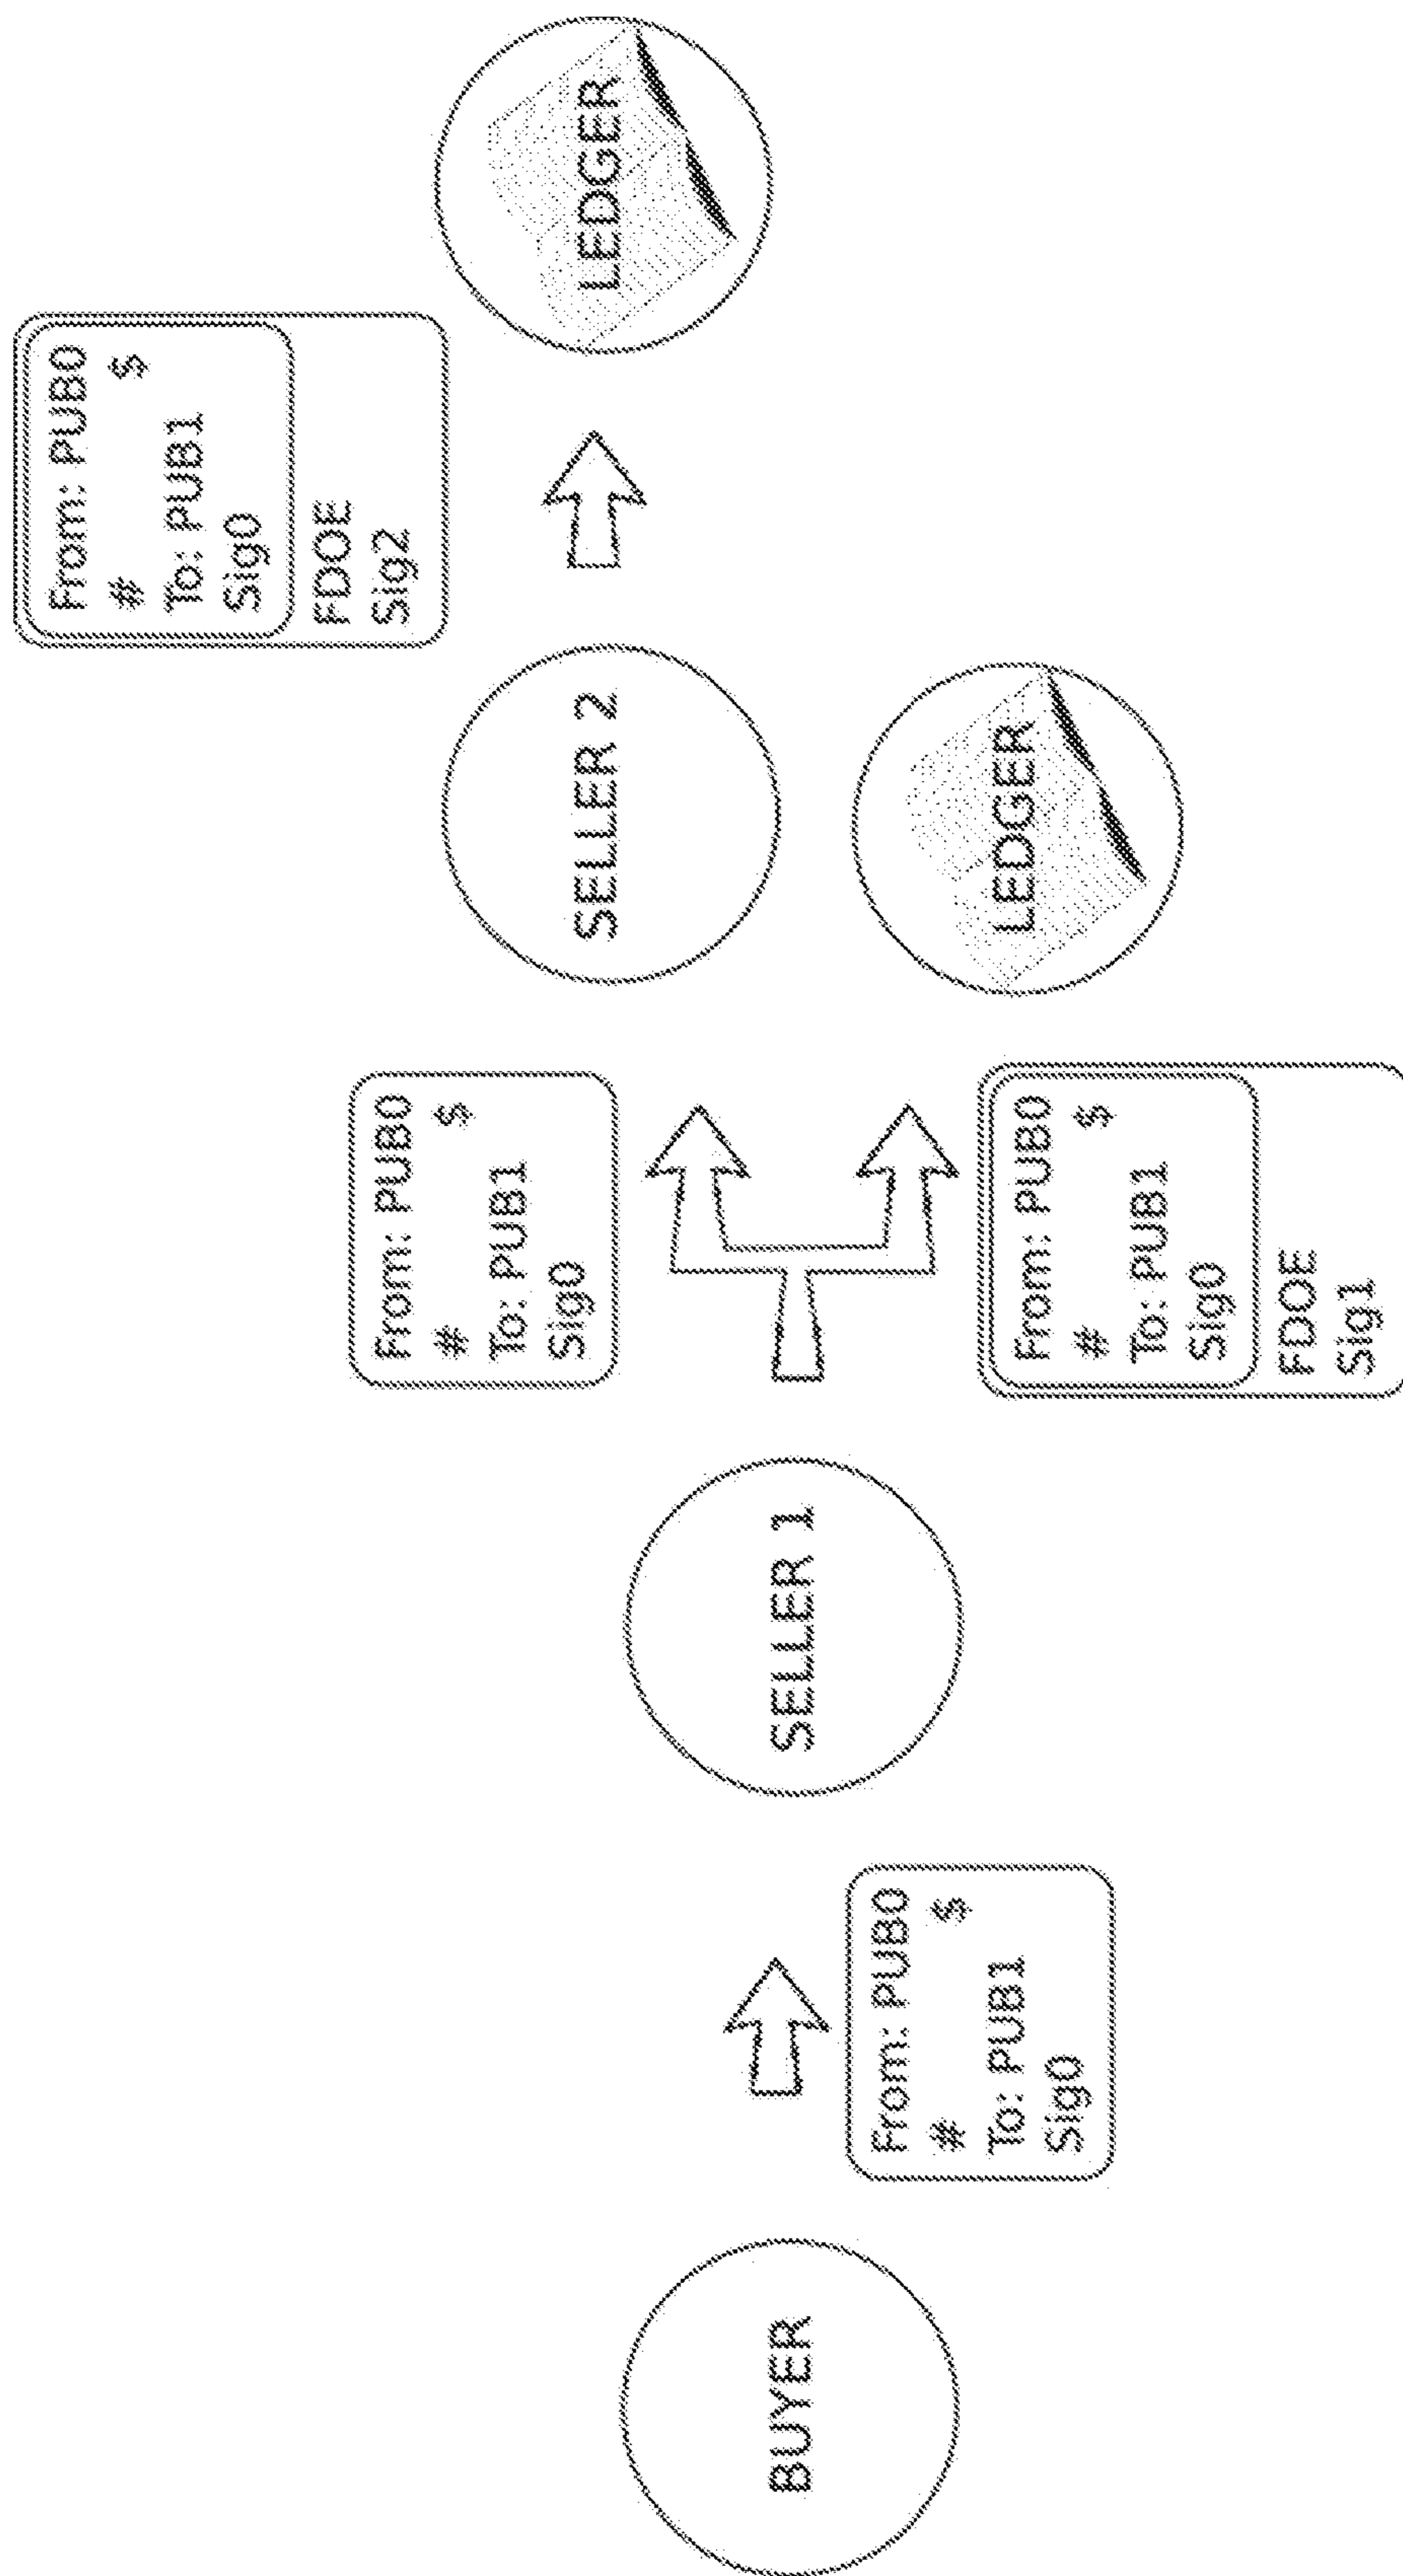 BUYER
From: PUB0
# $
To: PUB1
Sig0
SELLER 1
From: PUB0
# $
To: PUB1
Sig0
From: PUB0
# $
To: PUB1
Sig0
FDOE
Sig1
SELLER 2
LEDGER
From: PUB0
# $
To: PUB1
Sig0
FDOE
Sig2
LEDGER